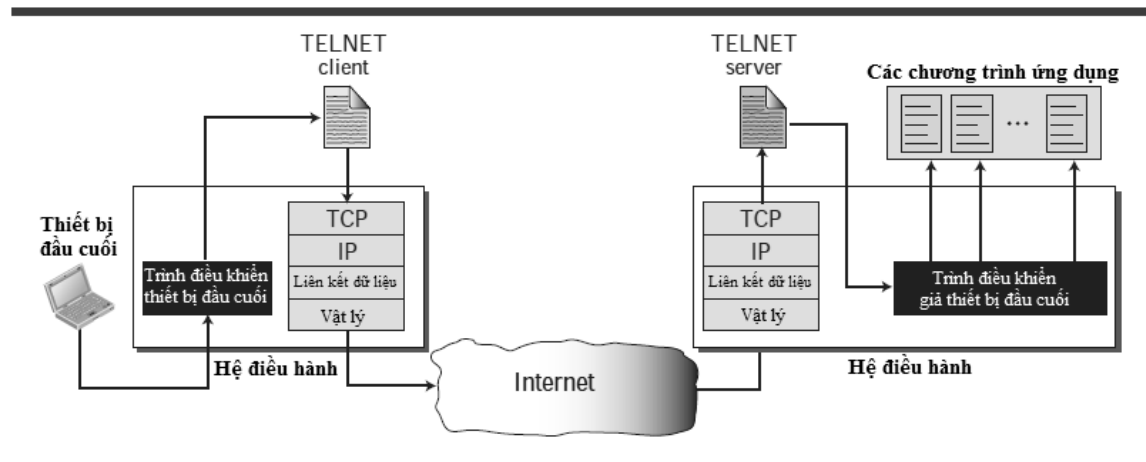 TELNET
client
Thiết bị
đầu cuối
Trình điều khiển
thiết bị đầu cuối
TCP
IP
Liên kết dữ liệu
Vật lý
Hệ điều hành
Internet
TELNET
server
Các chương trình ứng dụng
...
TCP
IP
Liên kết dữ liệu
Vật lý
Trình điều khiển
giả thiết bị đầu cuối
Hệ điều hành